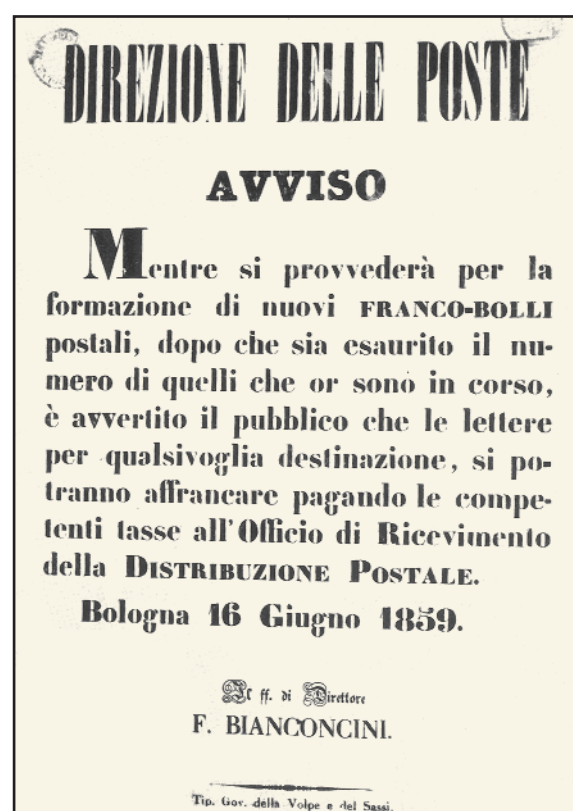 DIREZIONE DELLE POSTE
AVVISO
Mentre si provvederà per la
formazione di nuovi FRANCO-BOLLI
postali, dopo che sia esaurito il nu-
mero di quelli che or sono in corso,
è avvertito il pubblico che le lettere
per qualsivoglia destinazione, si po-
tranno affrancare pagando le compe-
tenti tasse all'Officio di Ricevimento
della DISTRIBUZIONE POSTALE.
Bologna 16 Giugno 1859.
Il ff. di Direttore
F. BIANCONCINI.
Tip. Gov. della Volpe e del Sassi.